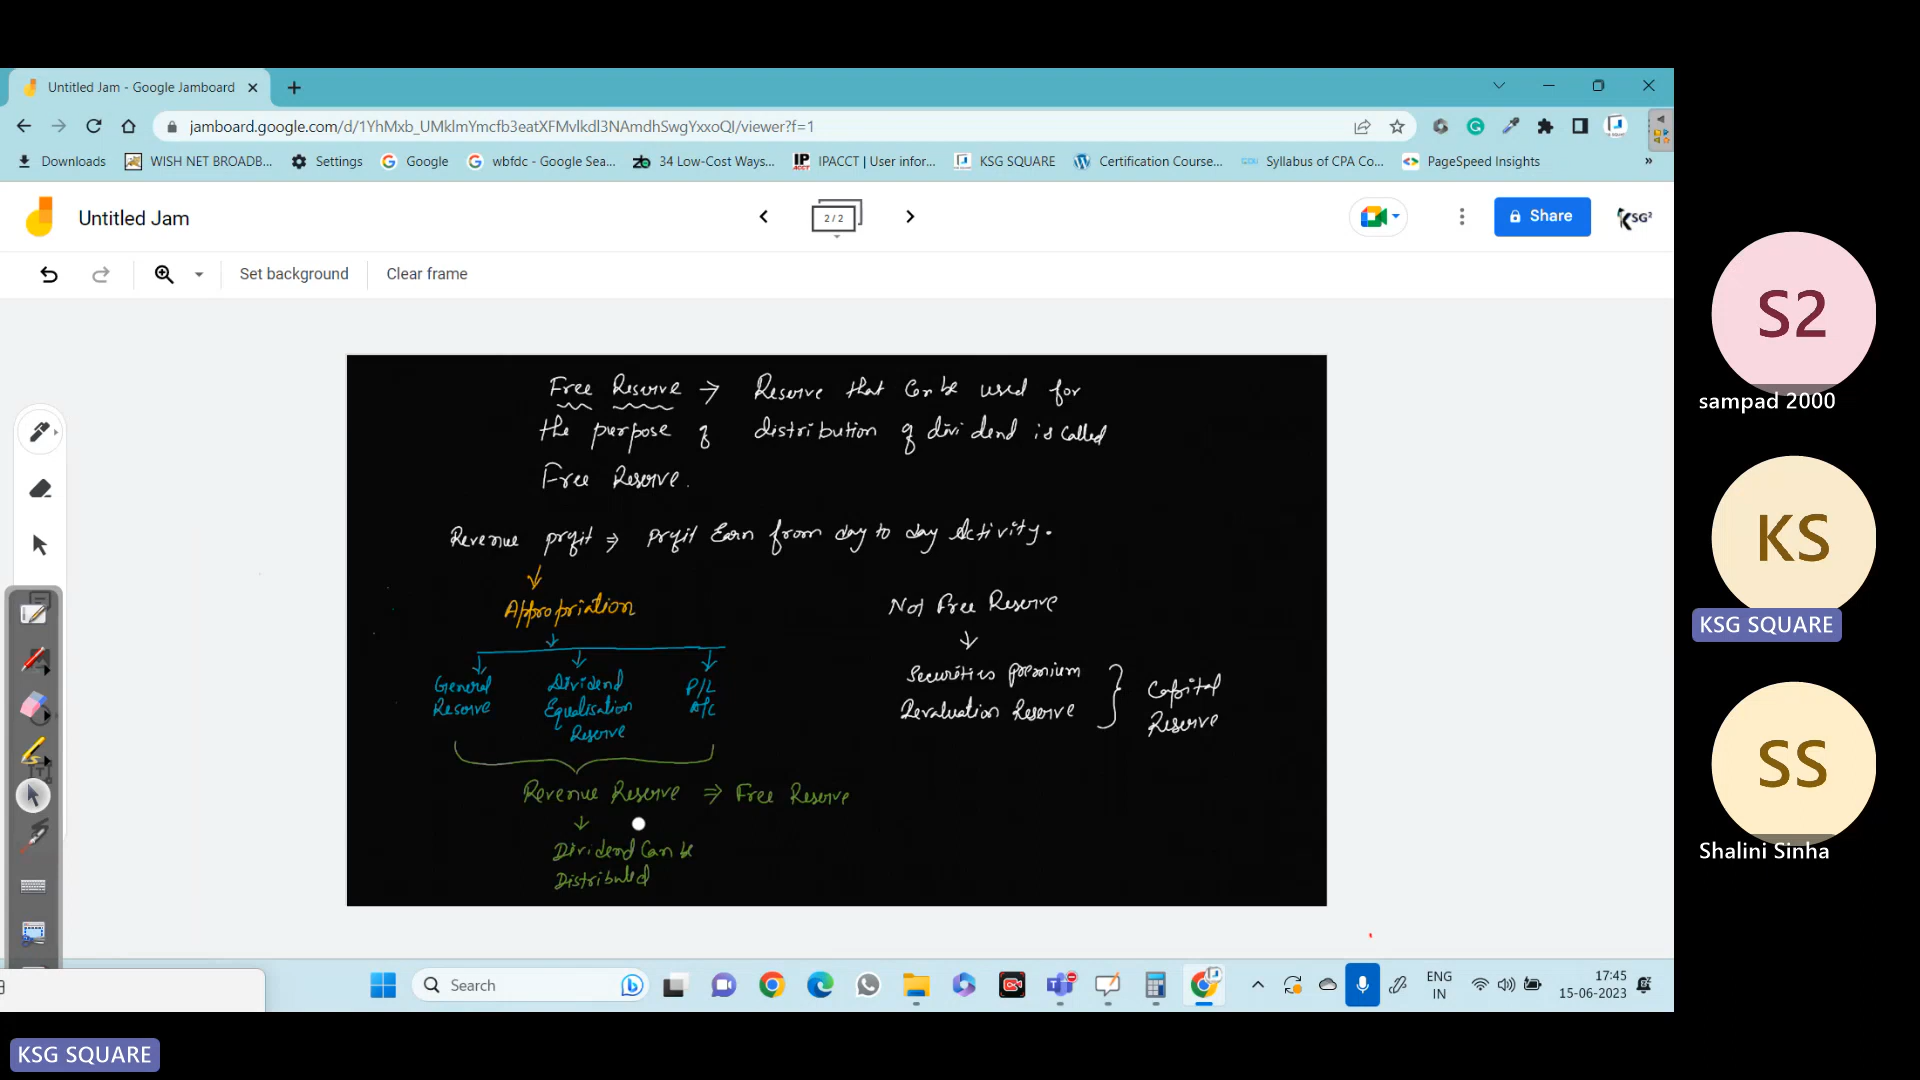 Untitled Jam - Google Jamboard
jamboard.google.com/d/1YhMxb_UMklmYmcfb3eatXFMvlkdl3NAmdhSwgYxxoQI/viewer?f=1
Downloads WISH NET BROADB... Settings Google wbfdc - Google Sea... 34 Low-Cost Ways... IPACCT | User infor... KSG SQUARE Certification Course... Syllabus of CPA Co... PageSpeed Insights »
Untitled Jam
2 / 2
Share
KSG²
Set background Clear frame
Free Reserve → Reserve that Can be used for
the purpose of distribution of dividend is called
Free Reserve.
Revenue profit ⇒ profit Earn from day to day Activity.
Appropriation
General Reserve
Dividend Equalisation Reserve
P/L A/c
Revenue Reserve ⇒ Free Reserve
Dividend Can be
Distributed
Not Free Reserve
Securities premium
Revaluation Reserve
Capital
Reserve
S2
sampad 2000
KS
KSG SQUARE
SS
Shalini Sinha
Search
ENG
IN
17:45
15-06-2023
KSG SQUARE